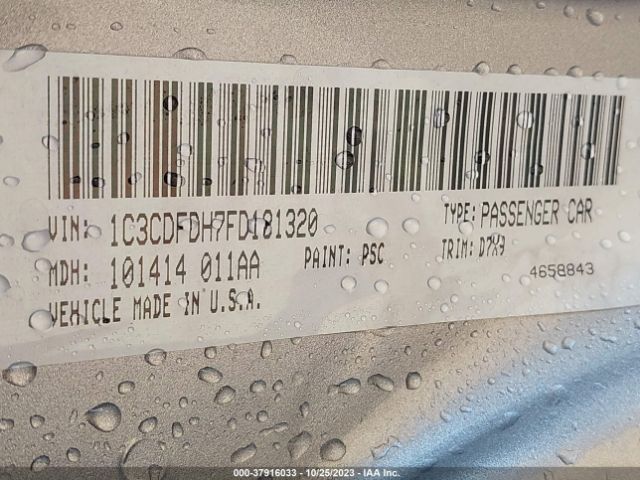 VIN: 1C3CDFDH7FD181320 TYPE: PASSENGER CAR
MDH: 101414 011AA PAINT: PSC TRIM: D7X9
VEHICLE MADE IN U.S.A. 4658843
000-37916033 - 10/25/2023 - IAA Inc.